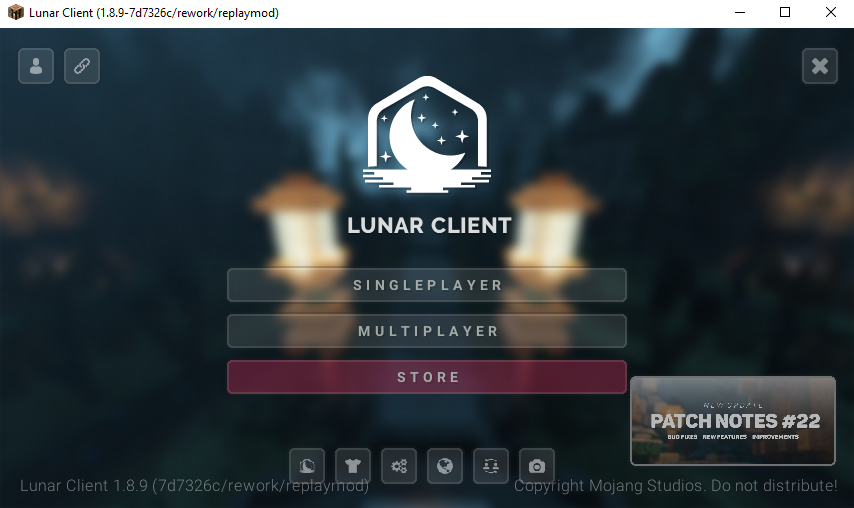 Lunar Client (1.8.9-7d7326c/rework/replaymod)
LUNAR CLIENT
SINGLEPLAYER
MULTIPLAYER
STORE
NEW UPDATE
PATCH NOTES #22
BUG FIXES NEW FEATURES IMPROVEMENTS
Lunar Client 1.8.9 (7d7326c/rework/replaymod)
Copyright Mojang Studios. Do not distribute!